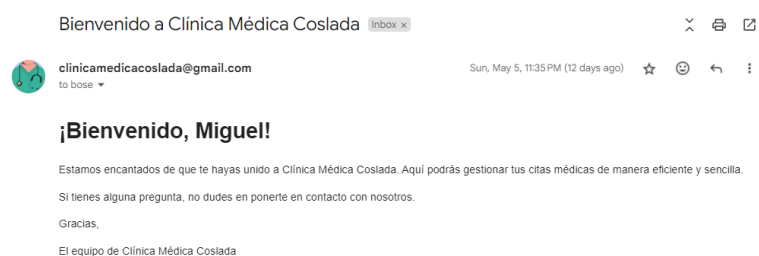 Bienvenido a Clínica Médica Coslada Inbox ×
clinicamedicacoslada@gmail.com Sun, May 5, 11:35 PM (12 days ago)
to bose
¡Bienvenido, Miguel!
Estamos encantados de que te hayas unido a Clínica Médica Coslada. Aquí podrás gestionar tus citas médicas de manera eficiente y sencilla.
Si tienes alguna pregunta, no dudes en ponerte en contacto con nosotros.
Gracias,
El equipo de Clínica Médica Coslada